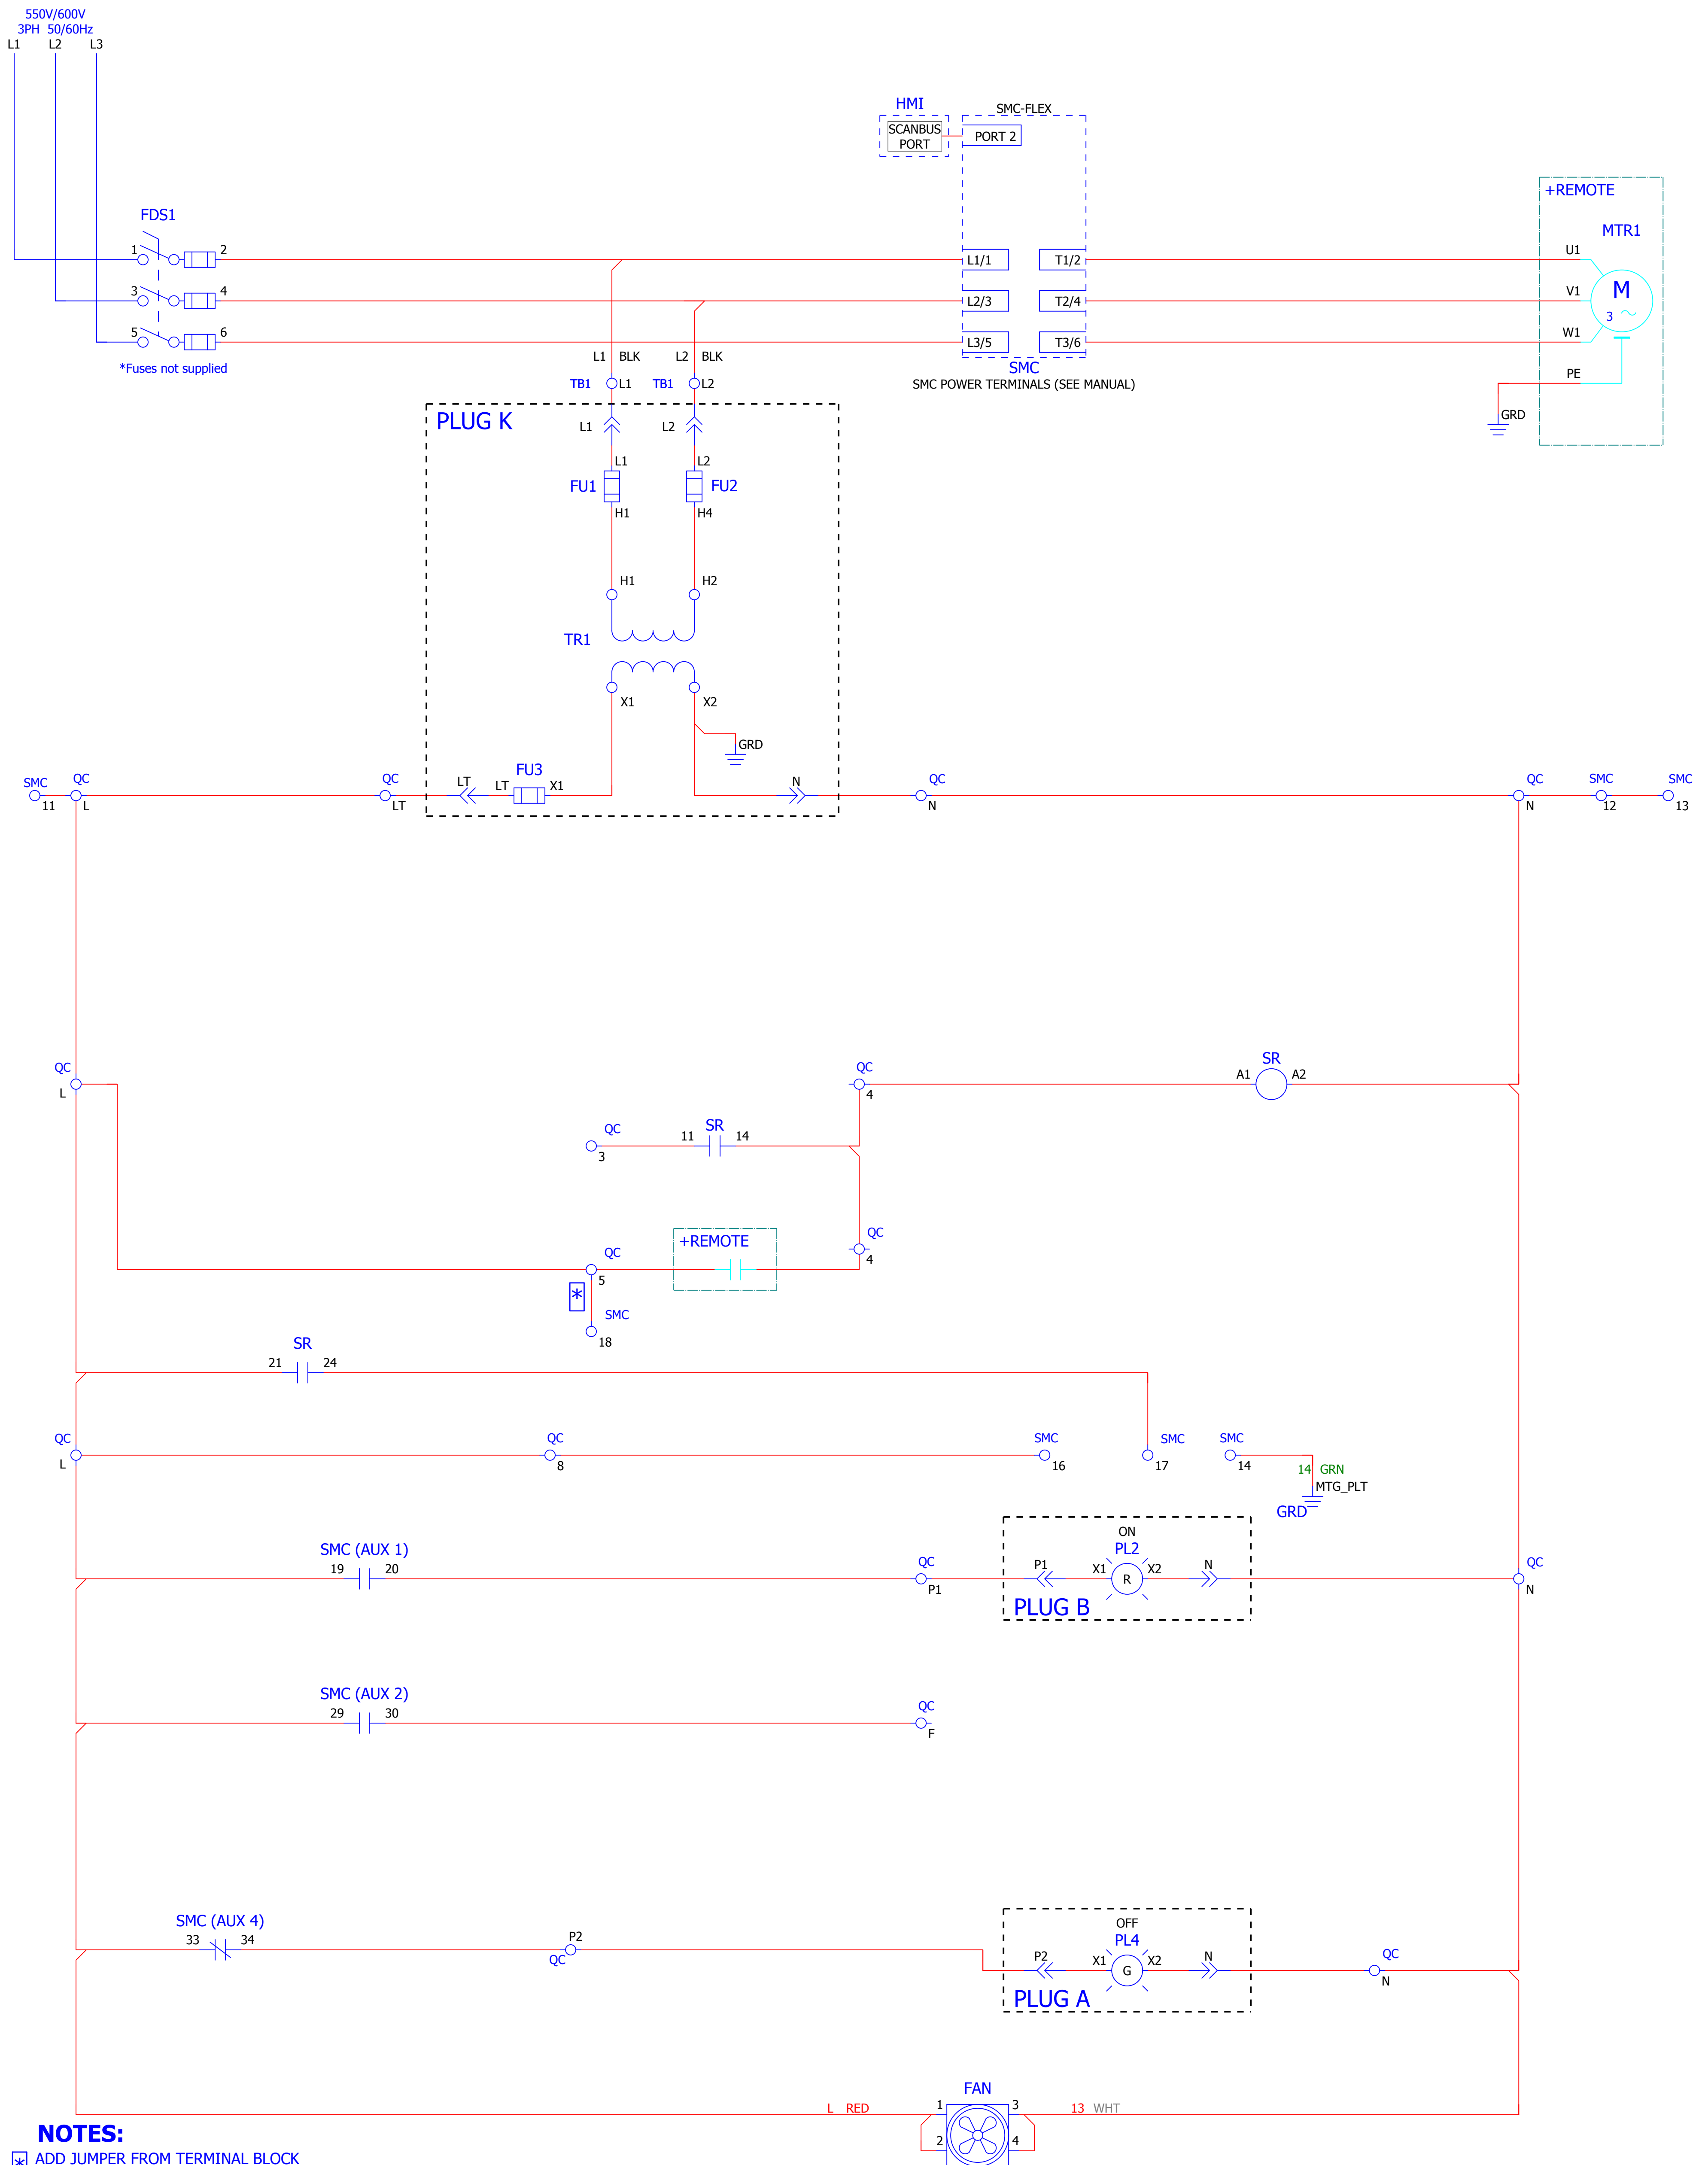 550V/600V
3PH 50/60Hz
L1 L2 L3
HMI
SCANBUS
PORT
SMC-FLEX
PORT 2
+REMOTE
MTR1
FDS1
1 2
L1/1 T1/2
U1
3 4
L2/3 T2/4
V1
M
3
5 6
L3/5 T3/6
W1
*Fuses not supplied
L1 BLK L2 BLK
SMC
SMC POWER TERMINALS (SEE MANUAL)
PE
GRD
TB1 L1 TB1 L2
PLUG K
L1 L2
L1 L2
FU1 FU2
H1 H4
H1 H2
TR1
X1 X2
GRD
SMC QC QC LT LT FU3 X1 N QC QC SMC SMC
11 L LT N N 12 13
QC QC SR
L 4 A1 A2
QC SR
3 11 14
QC
4
+REMOTE
QC
5
*
SMC
18
SR
21 24
QC QC SMC SMC SMC
L 8 16 17 14
14 GRN
MTG_PLT
GRD
ON
SMC (AUX 1) PL2
19 20 QC P1 X1 R X2 N QC
P1 N
PLUG B
SMC (AUX 2)
29 30 QC
F
OFF
SMC (AUX 4) PL4
33 34 P2 P2 X1 G X2 N QC
QC N
PLUG A
FAN
L RED 1 3 13 WHT
2 4
NOTES:
* ADD JUMPER FROM TERMINAL BLOCK